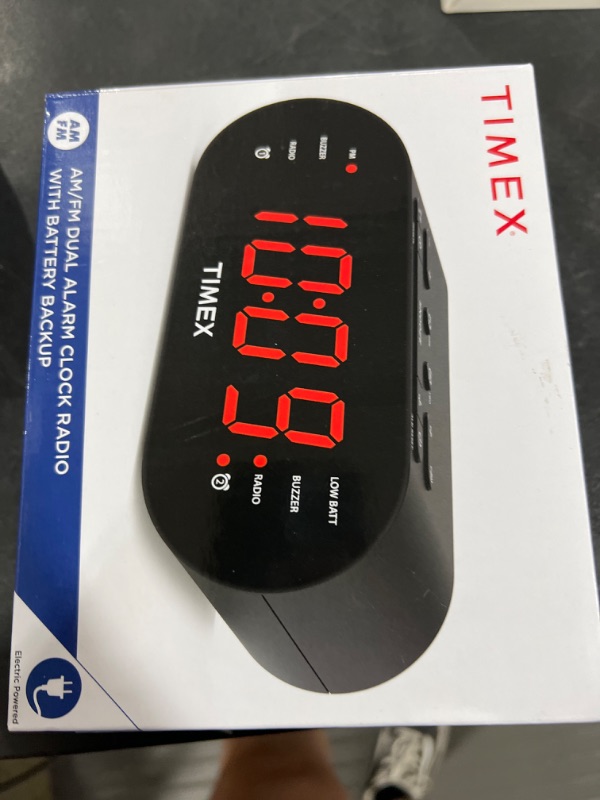 TIMEX
PM
BUZZER
RADIO
10:09
TIMEX
LOW BATT
BUZZER
RADIO
2
AM
FM
AM/FM DUAL ALARM CLOCK RADIO
WITH BATTERY BACKUP
Electric Powered